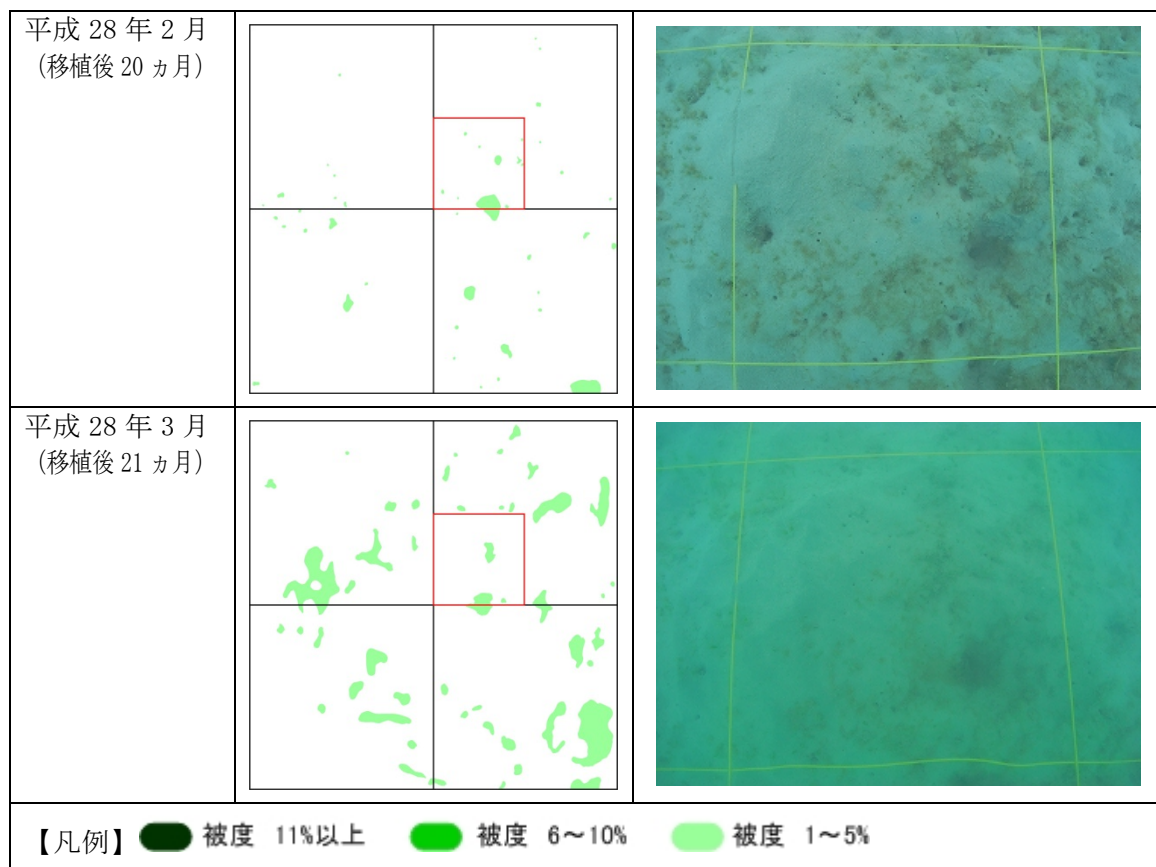 平成 28 年 2 月
（移植後 20 ヵ月）
平成 28 年 3 月
（移植後 21 ヵ月）
【凡例】 被度 11%以上 被度 6～10% 被度 1～5%